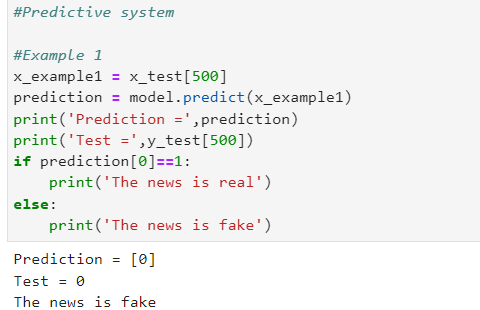 #Predictive system
#Example 1
x_example1 = x_test[500]
prediction = model.predict(x_example1)
print('Prediction =',prediction)
print('Test =',y_test[500])
if prediction[0]==1:
    print('The news is real')
else:
    print('The news is fake')
Prediction = [0]
Test = 0
The news is fake